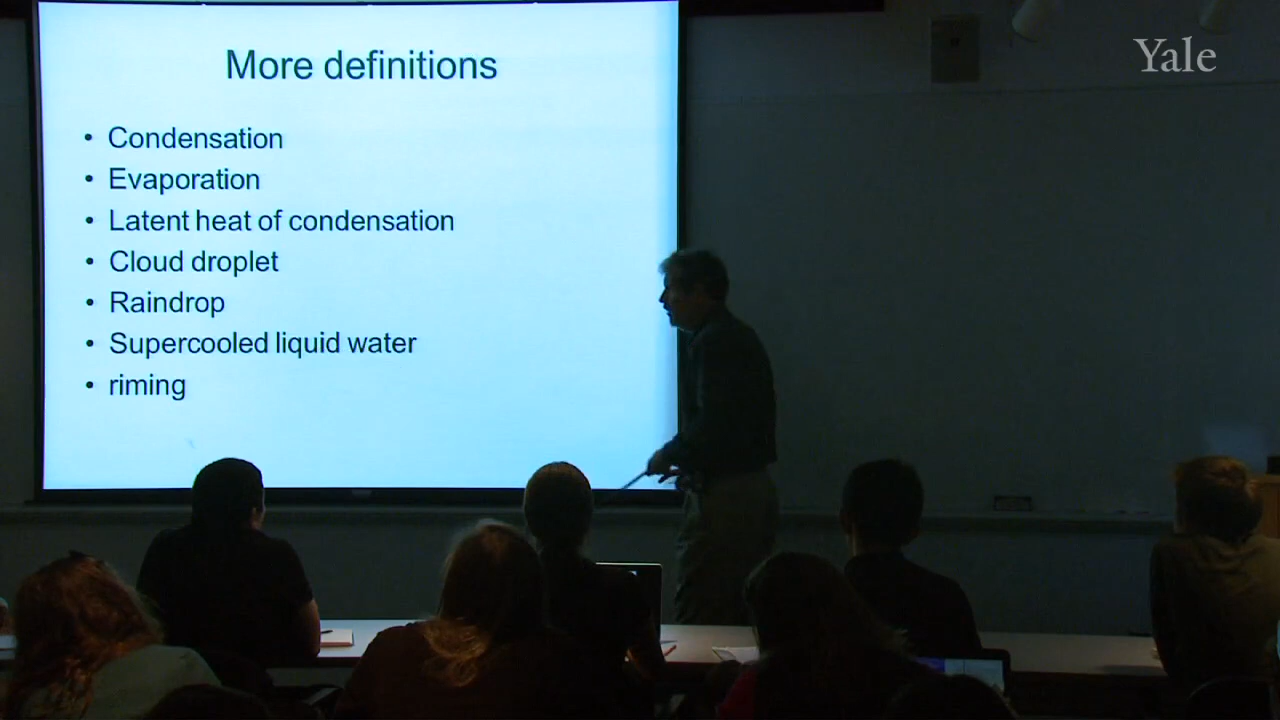 Yale
More definitions
• Condensation
• Evaporation
• Latent heat of condensation
• Cloud droplet
• Raindrop
• Supercooled liquid water
• riming